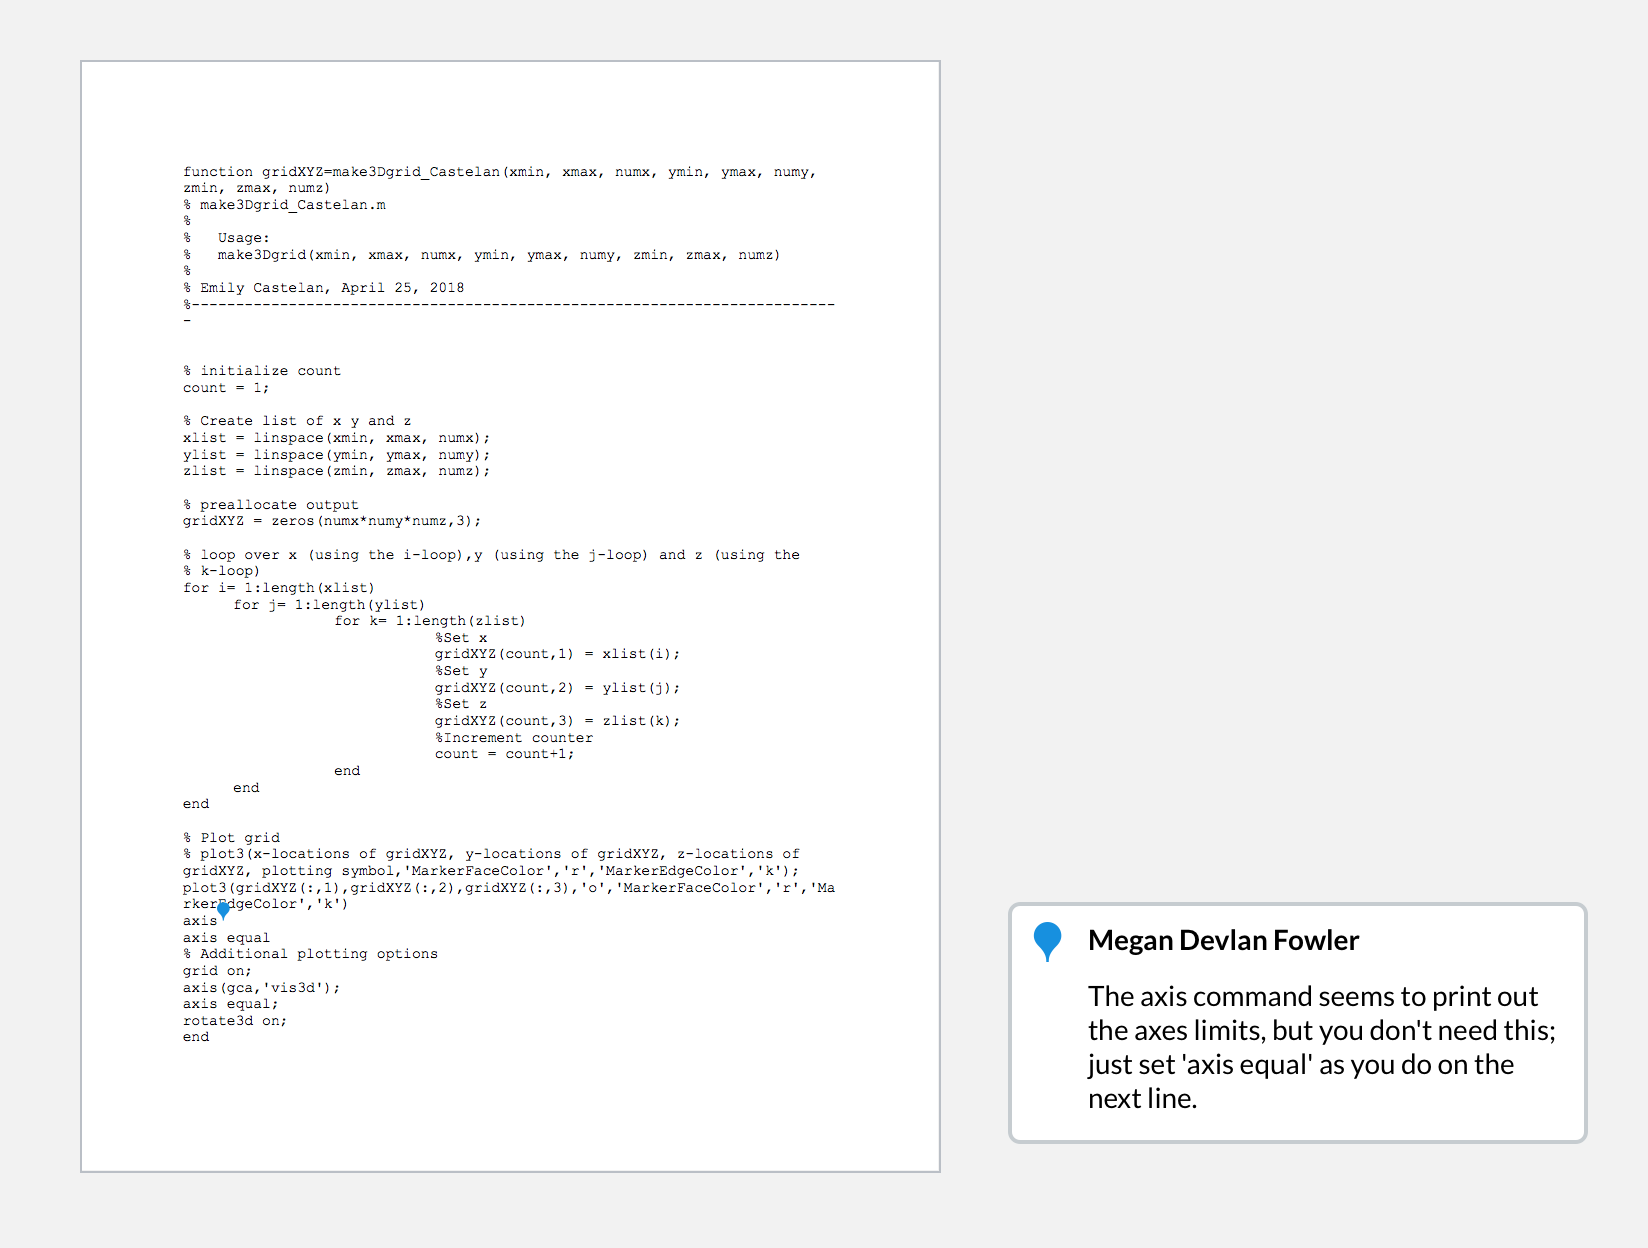 function gridXYZ=make3Dgrid_Castelan(xmin, xmax, numx, ymin, ymax, numy,
zmin, zmax, numz)
% make3Dgrid_Castelan.m
%
%   Usage:
%   make3Dgrid(xmin, xmax, numx, ymin, ymax, numy, zmin, zmax, numz)
%
% Emily Castelan, April 25, 2018
%-------------------------------------------------------------------------
-
% initialize count
count = 1;
% Create list of x y and z
xlist = linspace(xmin, xmax, numx);
ylist = linspace(ymin, ymax, numy);
zlist = linspace(zmin, zmax, numz);
% preallocate output
gridXYZ = zeros(numx*numy*numz,3);
% loop over x (using the i-loop),y (using the j-loop) and z (using the
% k-loop)
for i= 1:length(xlist)
for j= 1:length(ylist)
for k= 1:length(zlist)
%Set x
gridXYZ(count,1) = xlist(i);
%Set y
gridXYZ(count,2) = ylist(j);
%Set z
gridXYZ(count,3) = zlist(k);
%Increment counter
count = count+1;
end
end
end
% Plot grid
% plot3(x-locations of gridXYZ, y-locations of gridXYZ, z-locations of
gridXYZ, plotting symbol,'MarkerFaceColor','r','MarkerEdgeColor','k');
plot3(gridXYZ(:,1),gridXYZ(:,2),gridXYZ(:,3),'o','MarkerFaceColor','r','Ma
rkerEdgeColor','k')
axis
axis equal
% Additional plotting options
grid on;
axis(gca,'vis3d');
axis equal;
rotate3d on;
end
Megan Devlan Fowler
The axis command seems to print out
the axes limits, but you don't need this;
just set 'axis equal' as you do on the
next line.